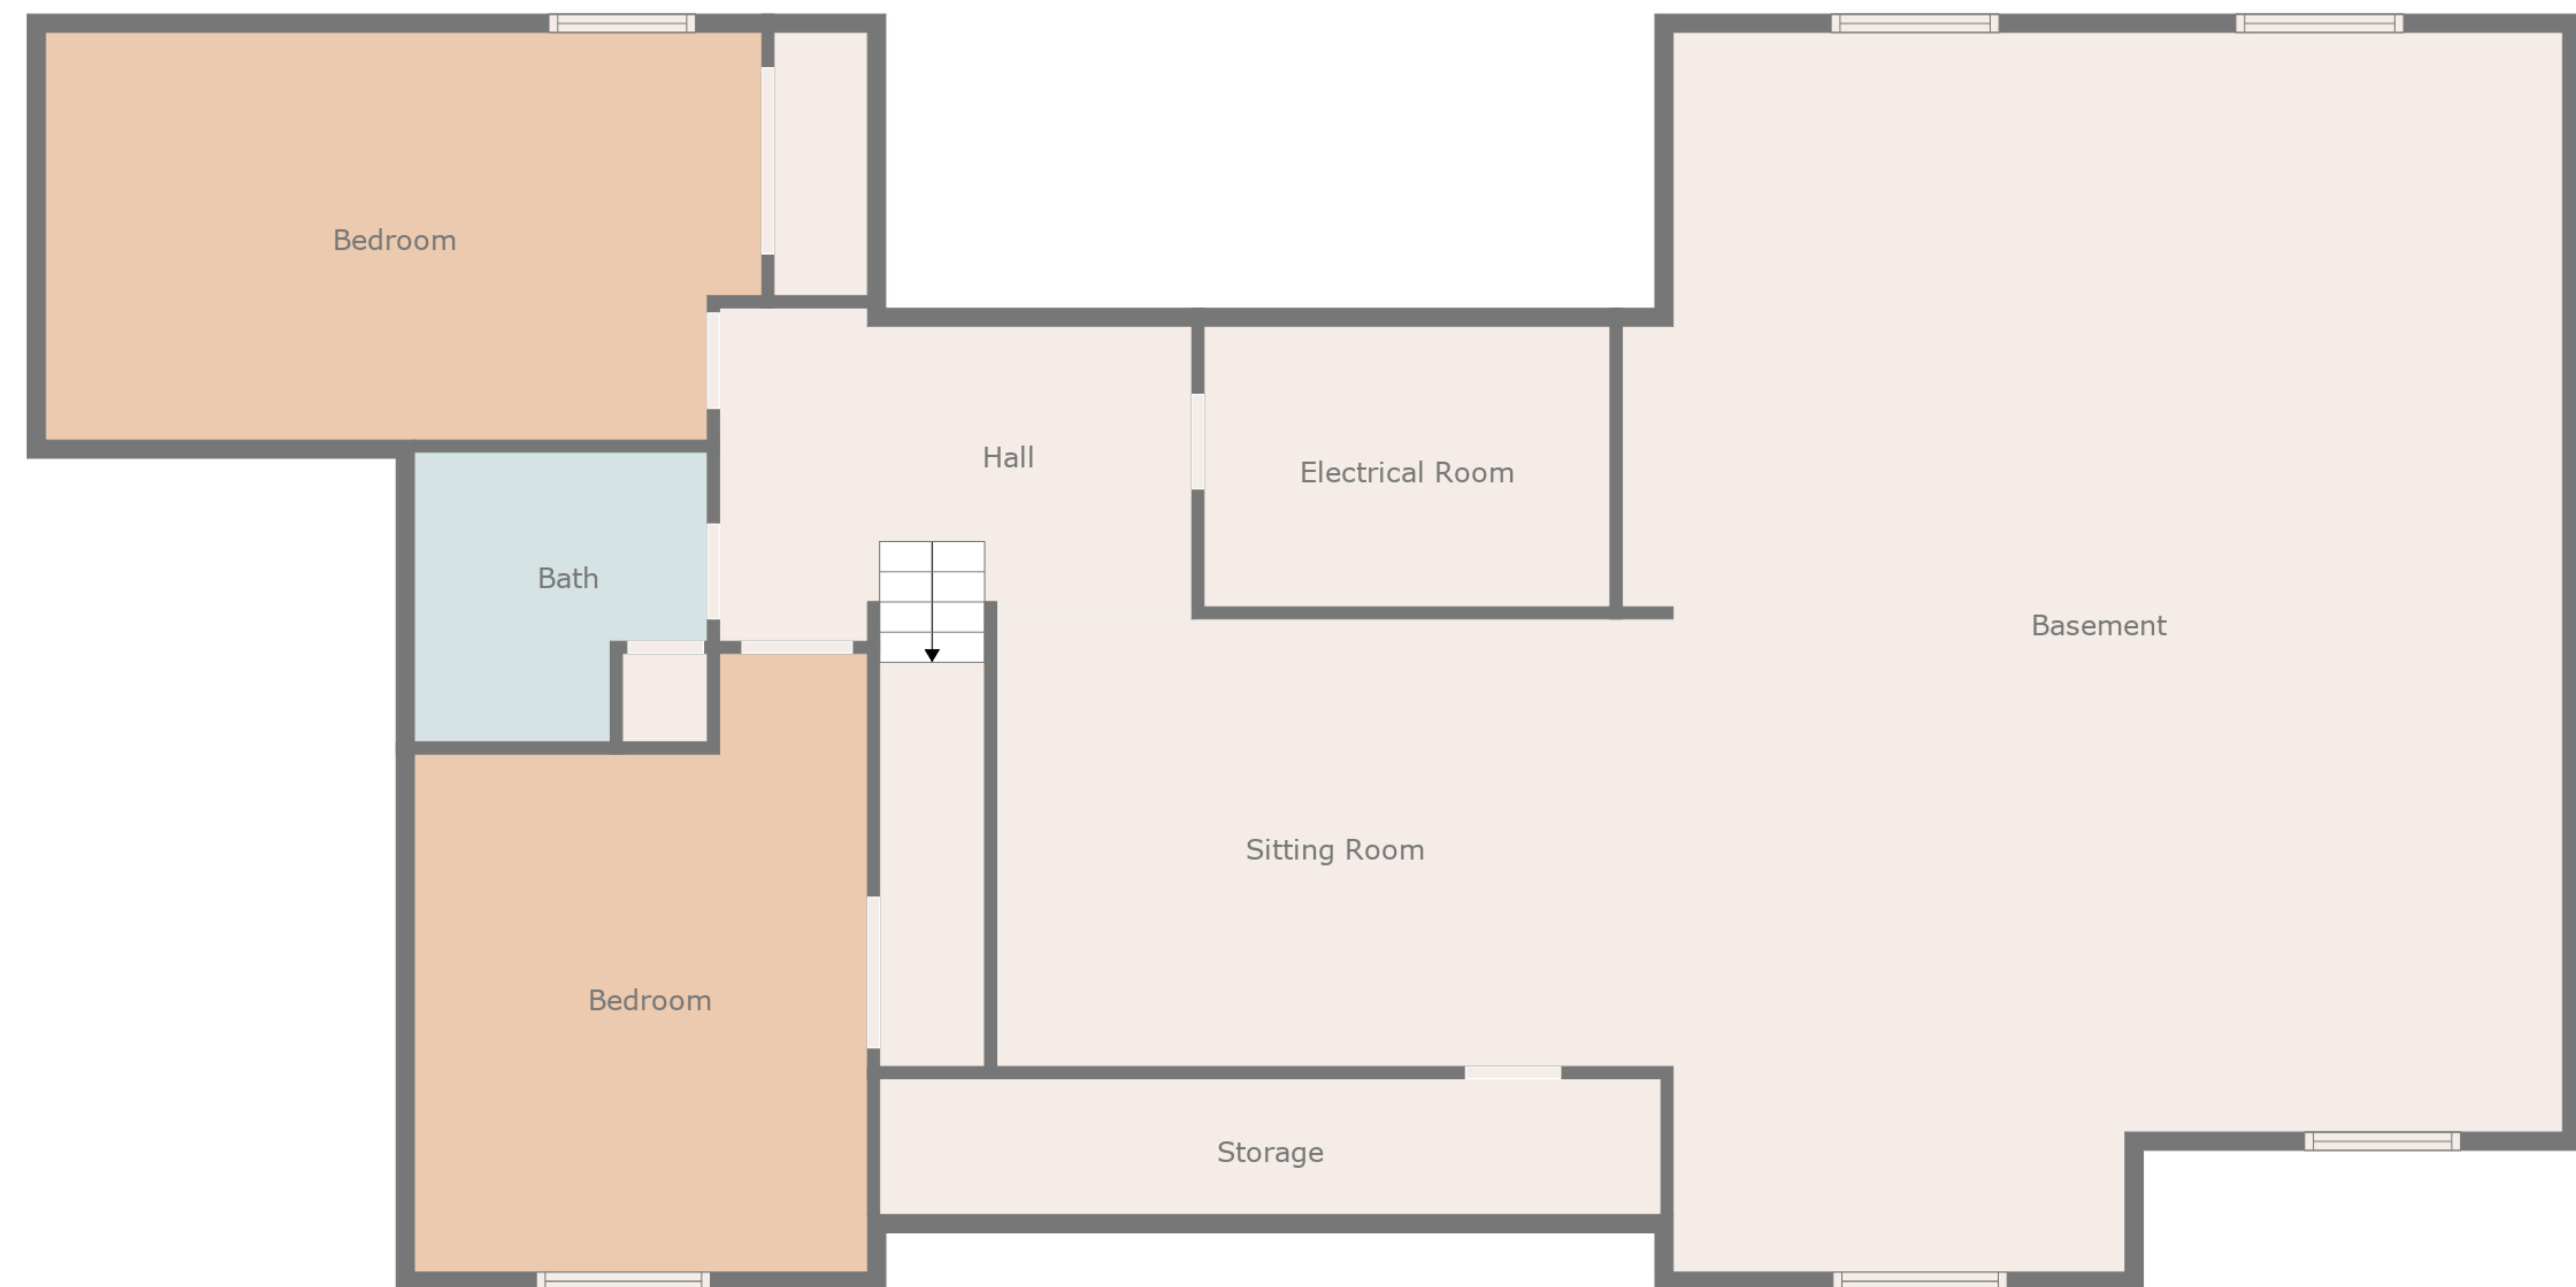 Bedroom
Hall
Electrical Room
Bath
Basement
Sitting Room
Bedroom
Storage